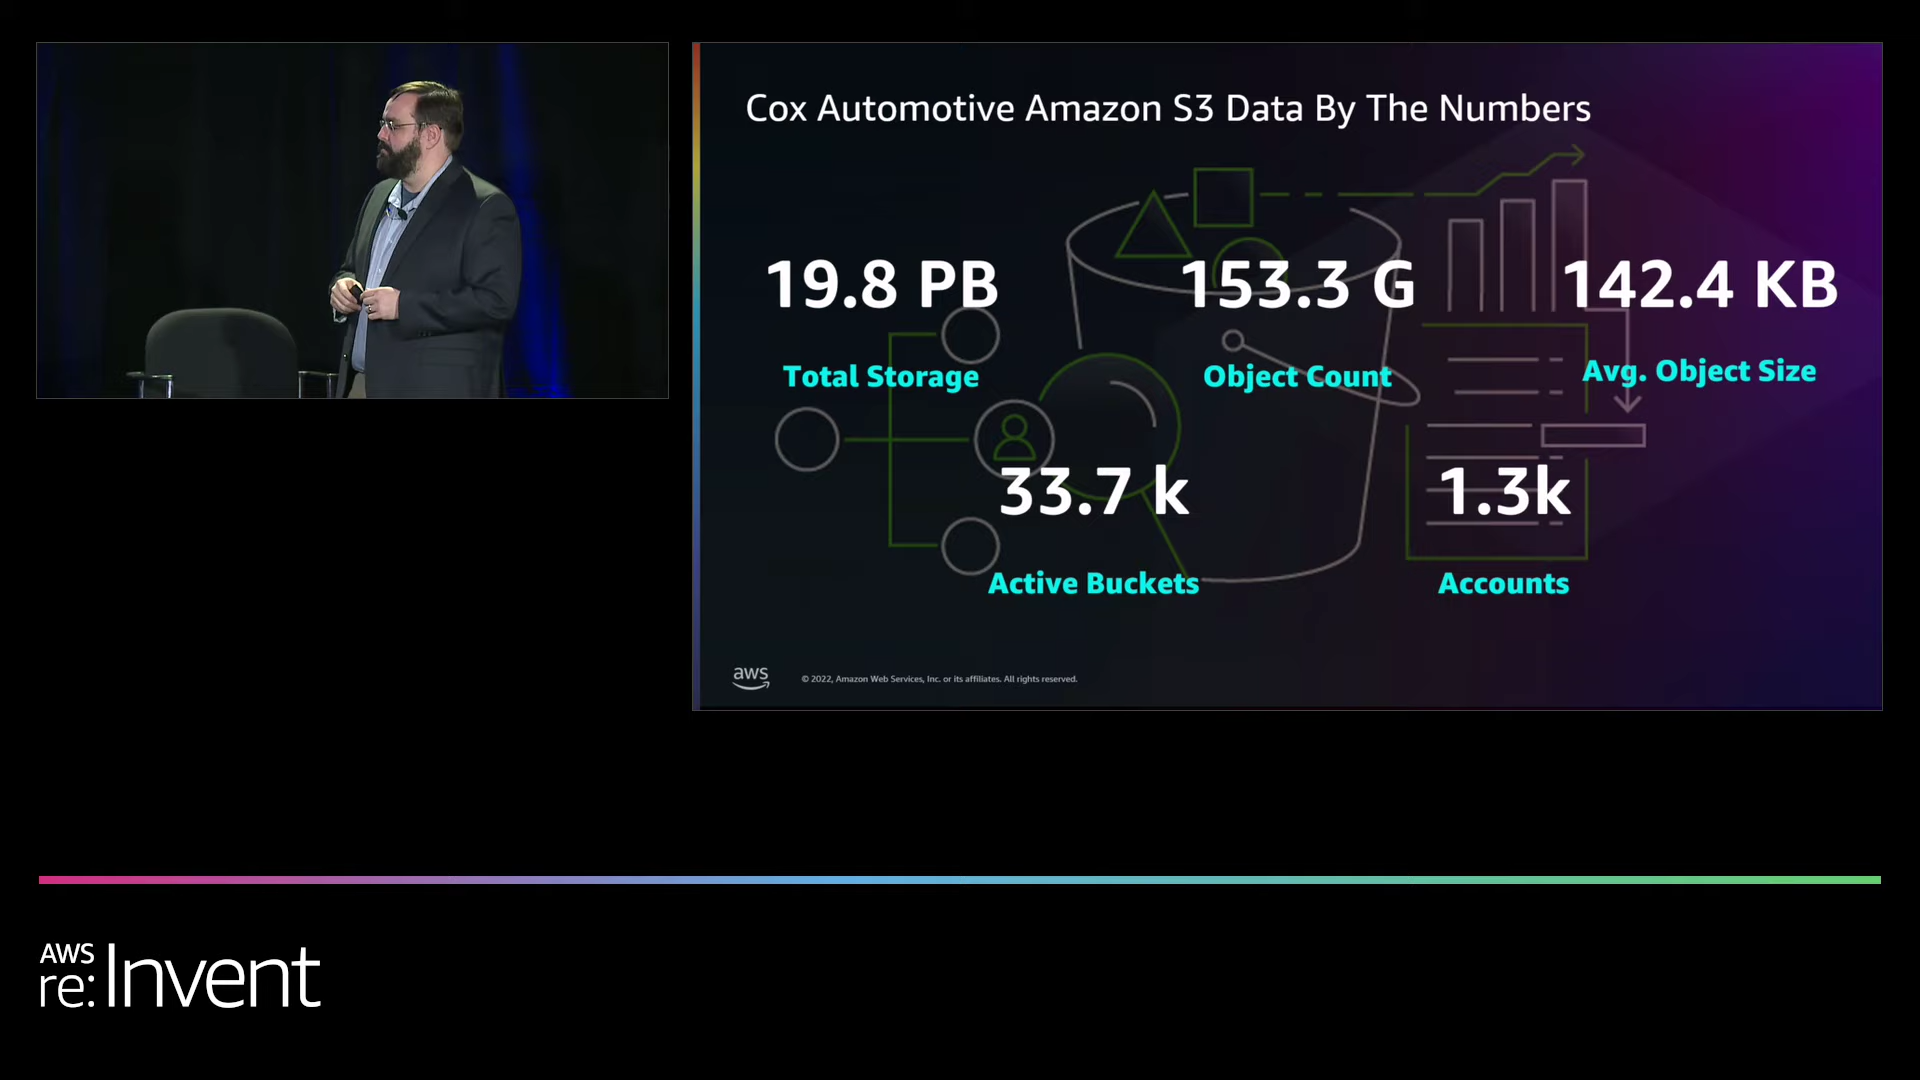 Cox Automotive Amazon S3 Data By The Numbers
19.8 PB
Total Storage
153.3 G
Object Count
142.4 KB
Avg. Object Size
33.7 k
Active Buckets
1.3k
Accounts
aws
© 2022, Amazon Web Services, Inc. or its affiliates. All rights reserved.
AWS
re:Invent